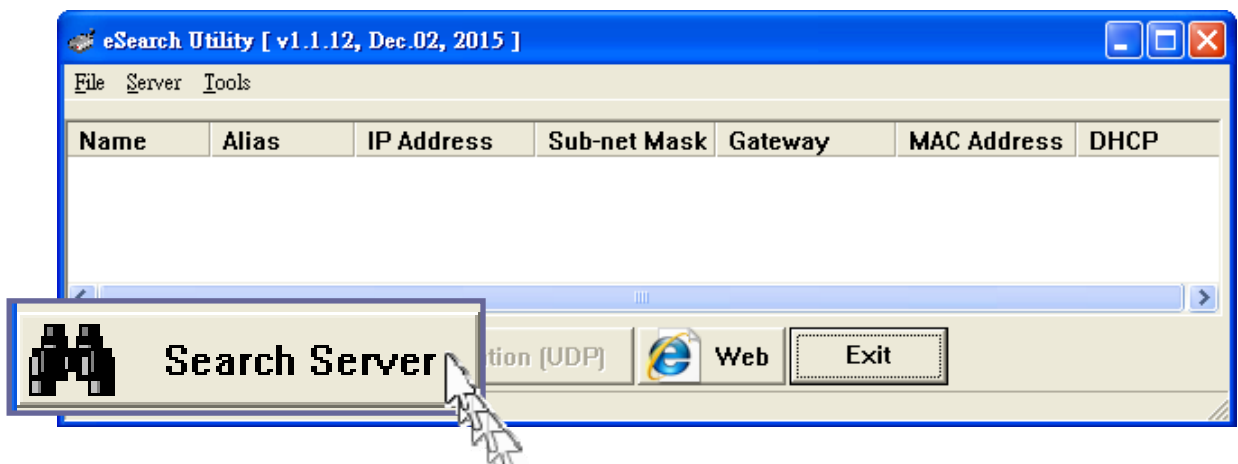 eSearch Utility [ v1.1.12, Dec.02, 2015 ]
File Server Tools
Name Alias IP Address Sub-net Mask Gateway MAC Address DHCP
Search Server (UDP) Web Exit